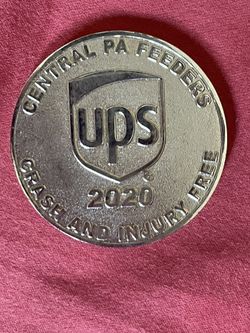 CENTRAL PA FEEDERS
ups
®
2020
CRASH AND INJURY FREE